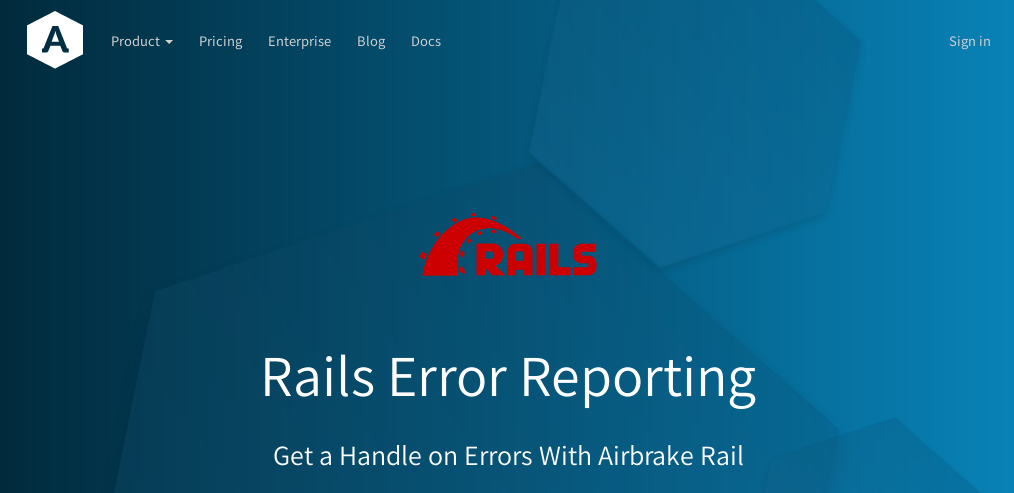 A
Product
Pricing
Enterprise
Blog
Docs
Sign in
RAILS
Rails Error Reporting
Get a Handle on Errors With Airbrake Rail